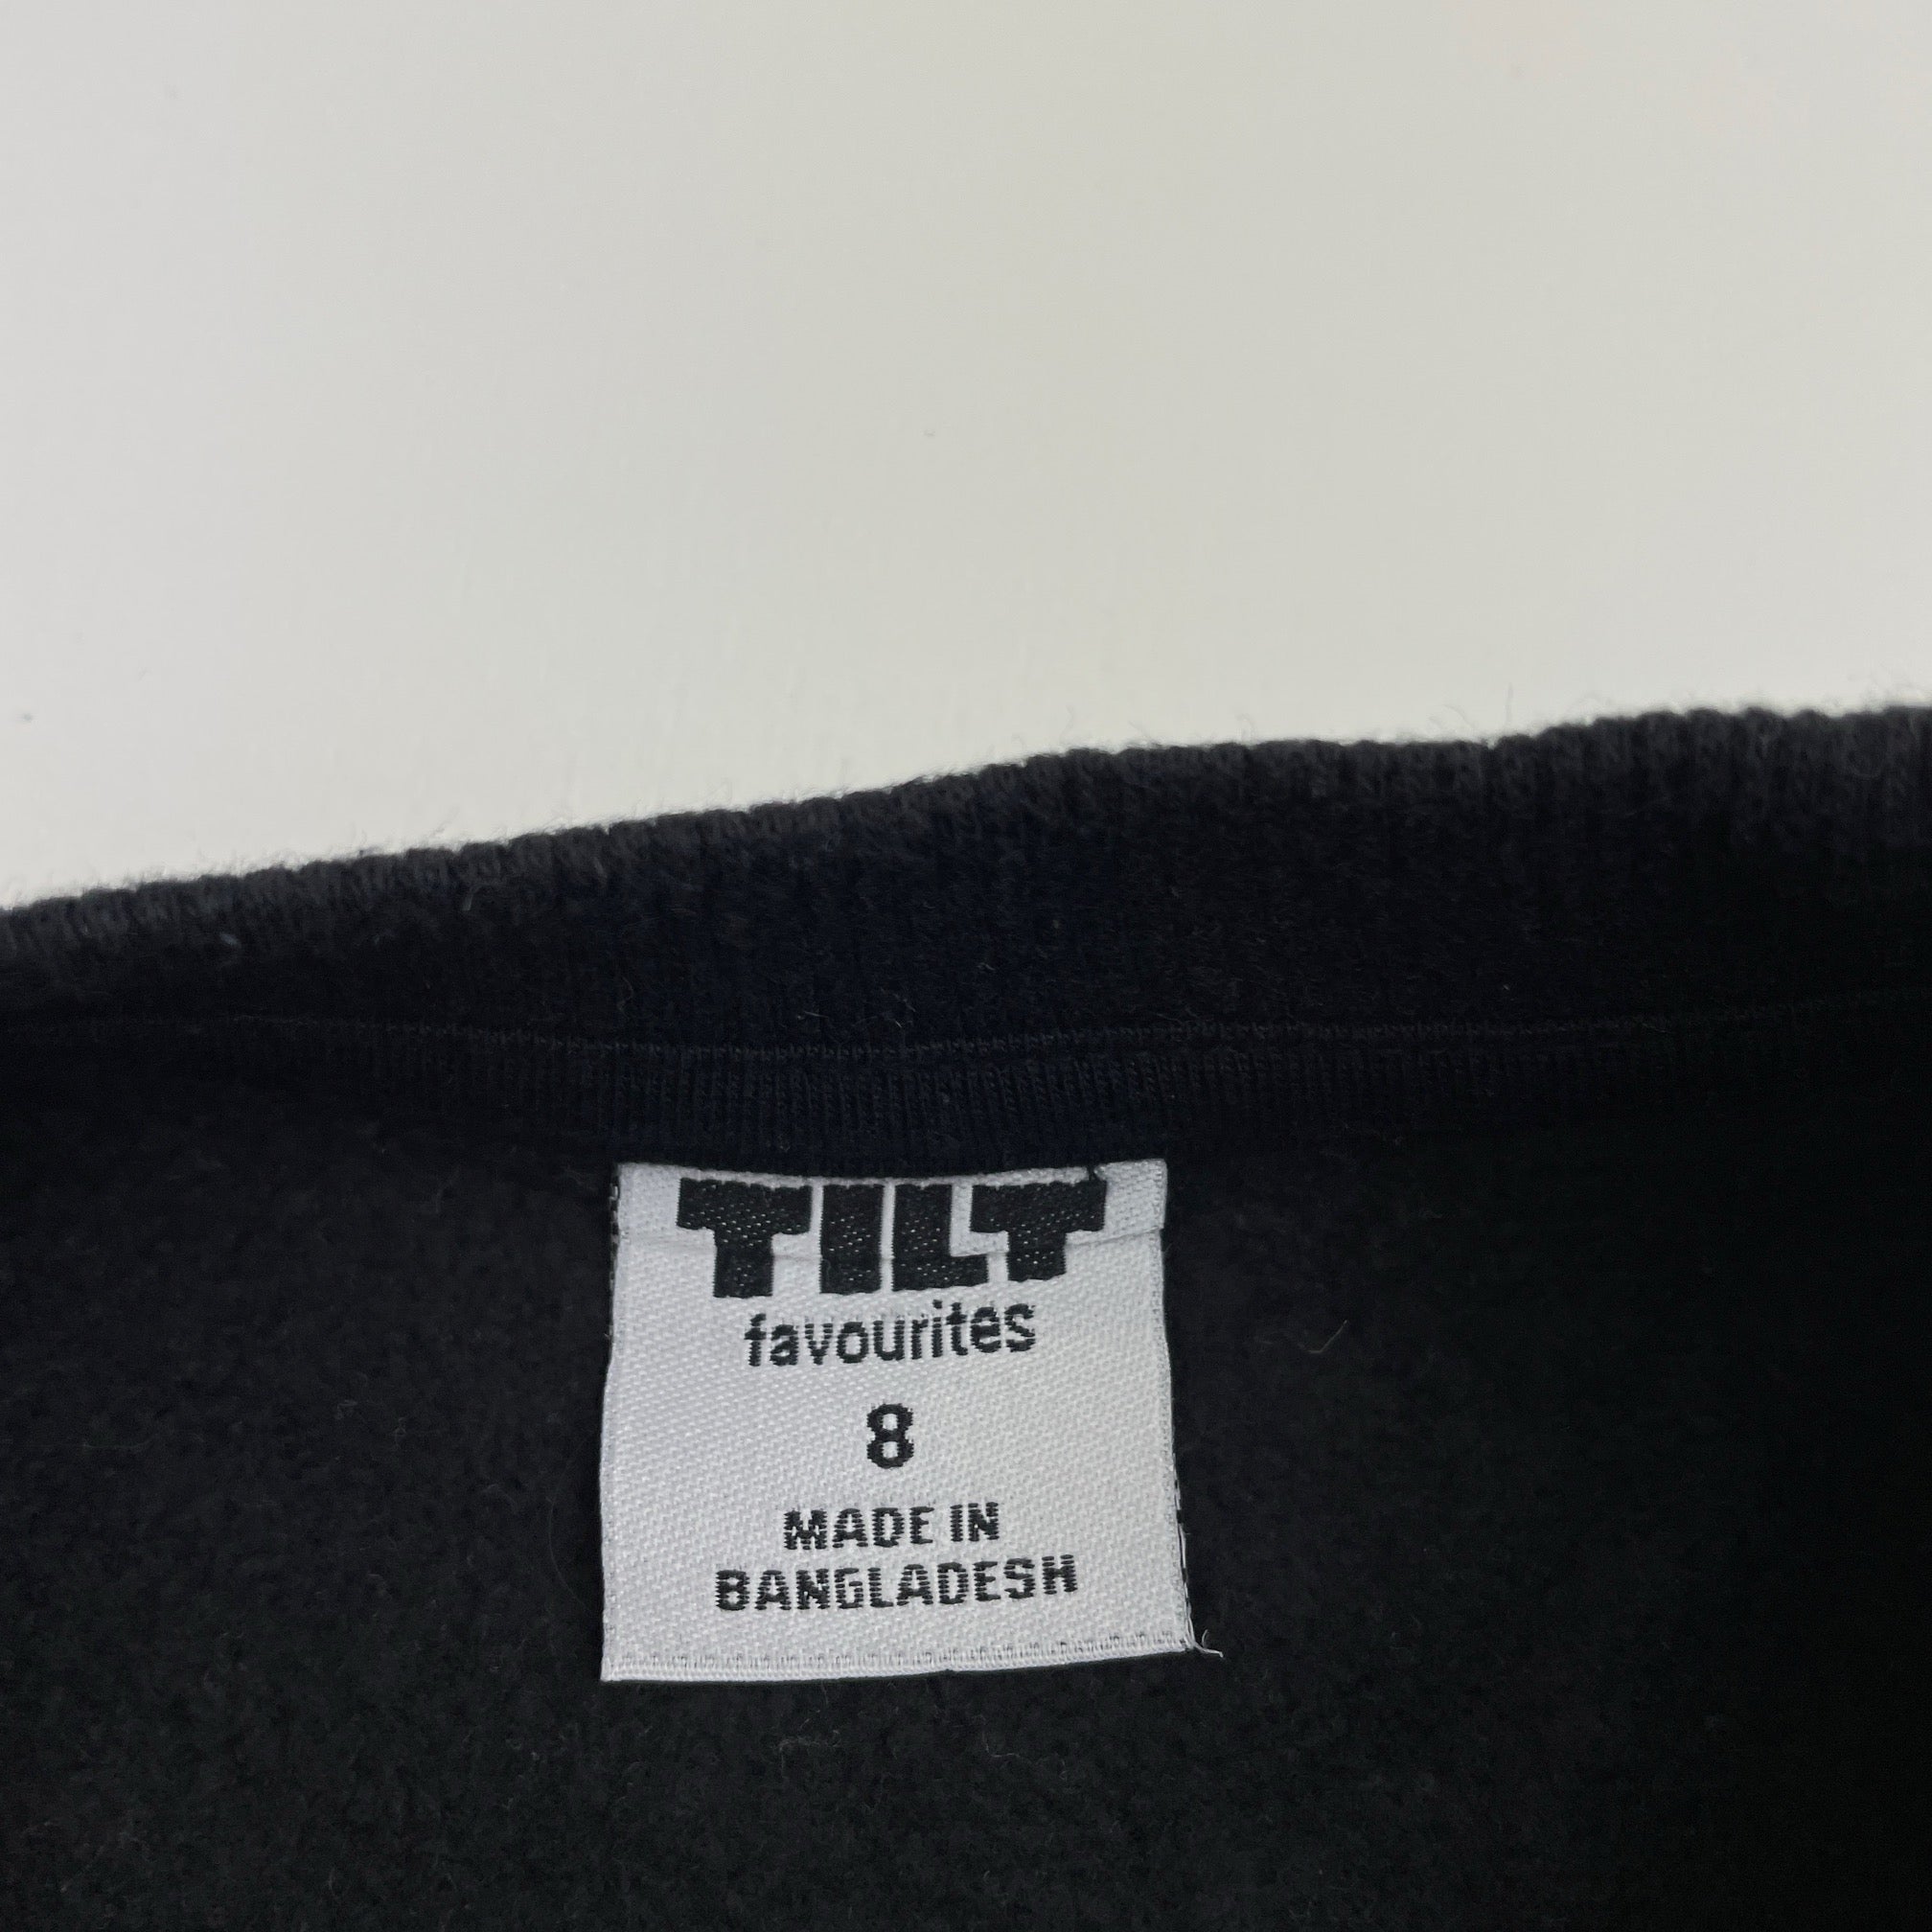 TILT
favourites
8
MADE IN
BANGLADESH